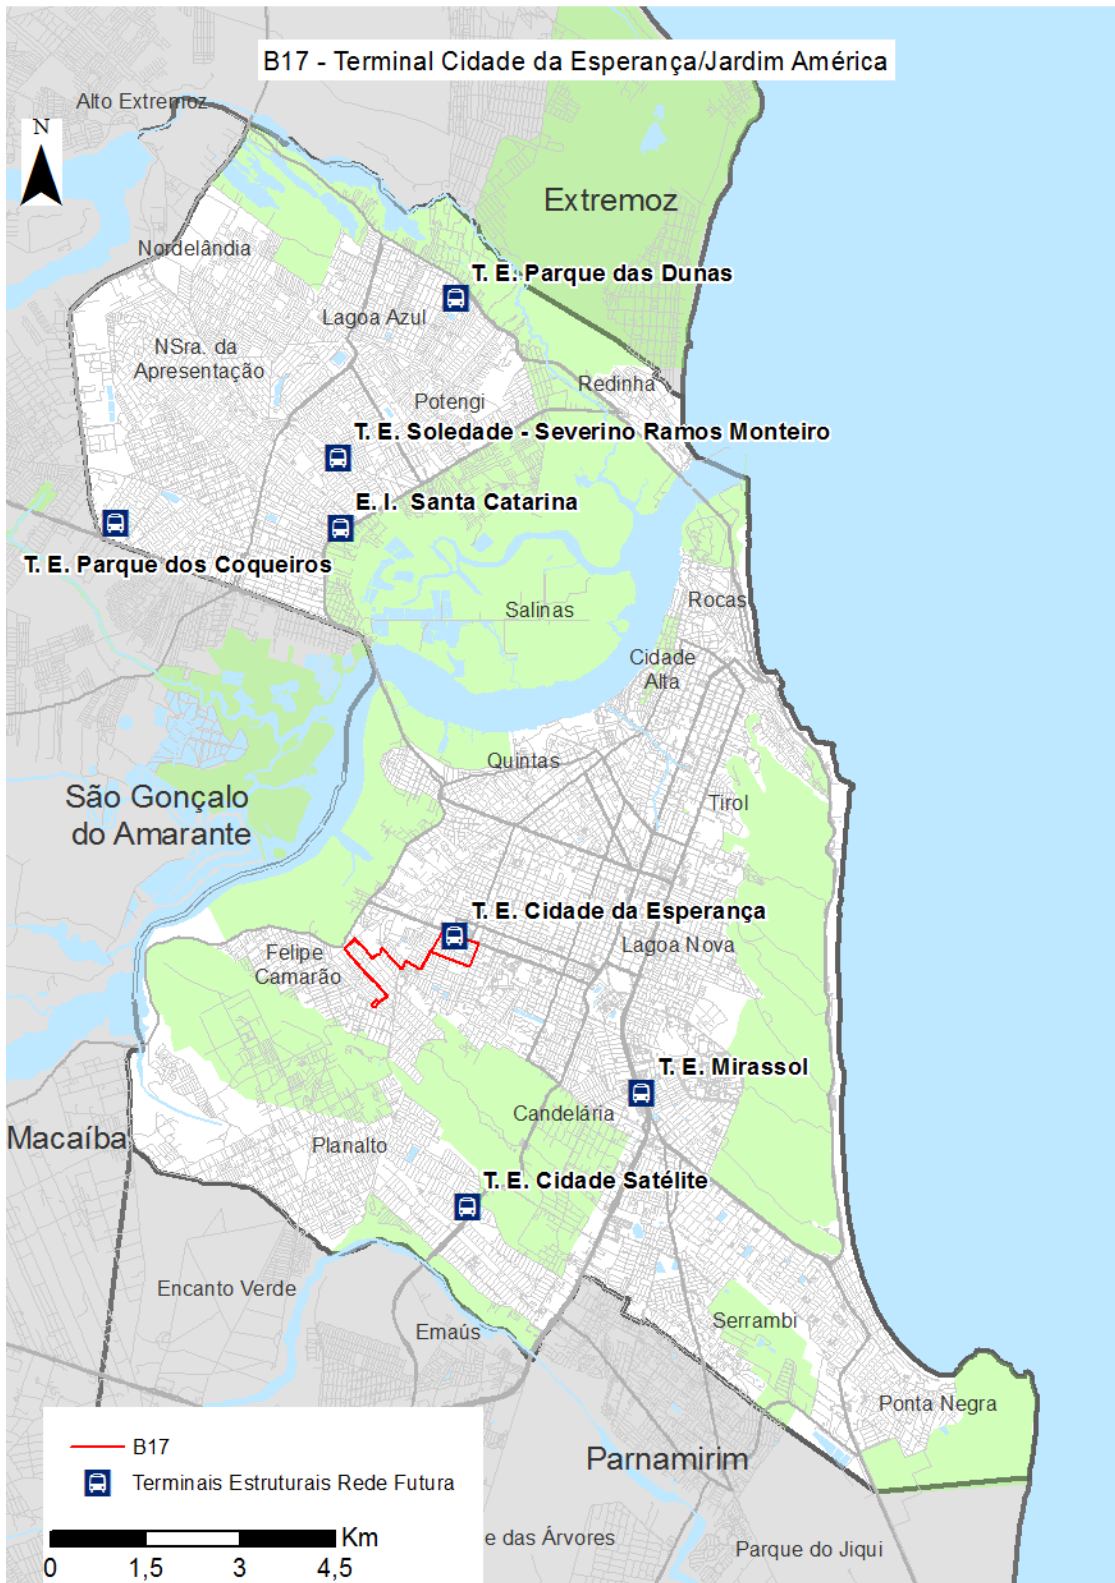 B17 - Terminal Cidade da Esperança/Jardim América
Alto Extremoz
N
Extremoz
Nordelândia
T. E. Parque das Dunas
Lagoa Azul
NSra. da
Apresentação
Redinha
Potengi
T. E. Soledade - Severino Ramos Monteiro
E. I. Santa Catarina
T. E. Parque dos Coqueiros
Salinas
Rocas
Cidade
Alta
Quintas
São Gonçalo
do Amarante
Tirol
T. E. Cidade da Esperança
Lagoa Nova
Felipe
Camarão
T. E. Mirassol
Candelária
Macaíba
Planalto
T. E. Cidade Satélite
Encanto Verde
Emaús
Serrambi
Ponta Negra
Parnamirim
B17
Terminais Estruturais Rede Futura
Km
0 1,5 3 4,5
e das Árvores
Parque do Jiqui